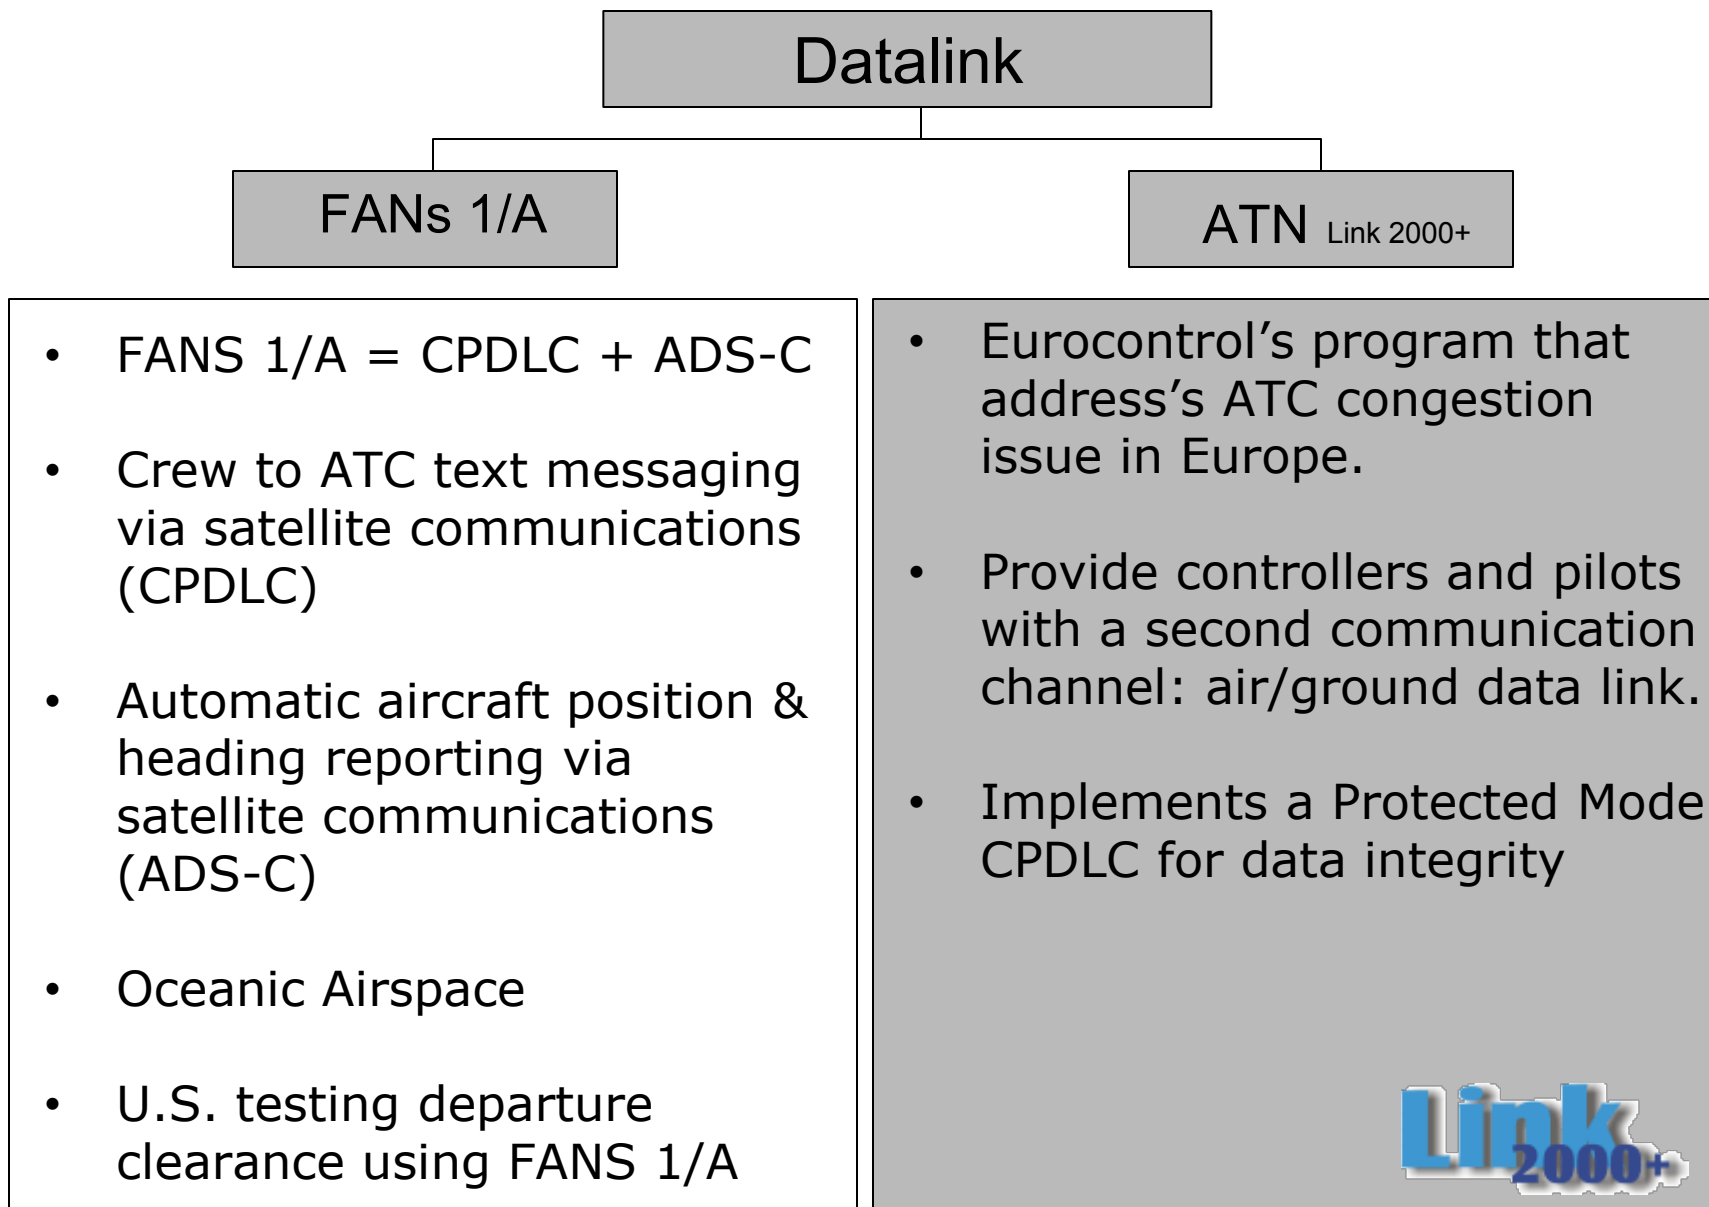 Datalink
FANs 1/A
ATN Link 2000+
• FANS 1/A = CPDLC + ADS-C
• Crew to ATC text messaging
via satellite communications
(CPDLC)
• Automatic aircraft position &
heading reporting via
satellite communications
(ADS-C)
• Oceanic Airspace
• U.S. testing departure
clearance using FANS 1/A
• Eurocontrol’s program that
address’s ATC congestion
issue in Europe.
• Provide controllers and pilots
with a second communication
channel: air/ground data link.
• Implements a Protected Mode
CPDLC for data integrity
Link
2000+